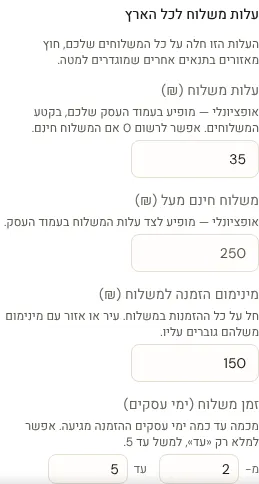 עלות משלוח לכל הארץ
העלות הזו חלה על כל המשלוחים שלכם, חוץ
מאזורים בתנאים אחרים שמוגדרים למטה.
עלות משלוח (₪)
אופציונלי — מופיע בעמוד העסק שלכם, בקטע
המשלוחים. אפשר לרשום 0 אם המשלוח חינם.
35
משלוח חינם מעל (₪)
אופציונלי — מופיע לצד עלות המשלוח בעמוד העסק.
250
מינימום הזמנה למשלוח (₪)
חל על כל ההזמנות במשלוח. עיר או אזור עם מינימום
משלהם גוברים עליו.
150
זמן משלוח (ימי עסקים)
מכמה עד כמה ימי עסקים ההזמנה מגיעה. אפשר
למלא רק «עד», למשל עד 5.
מ- 2 עד 5